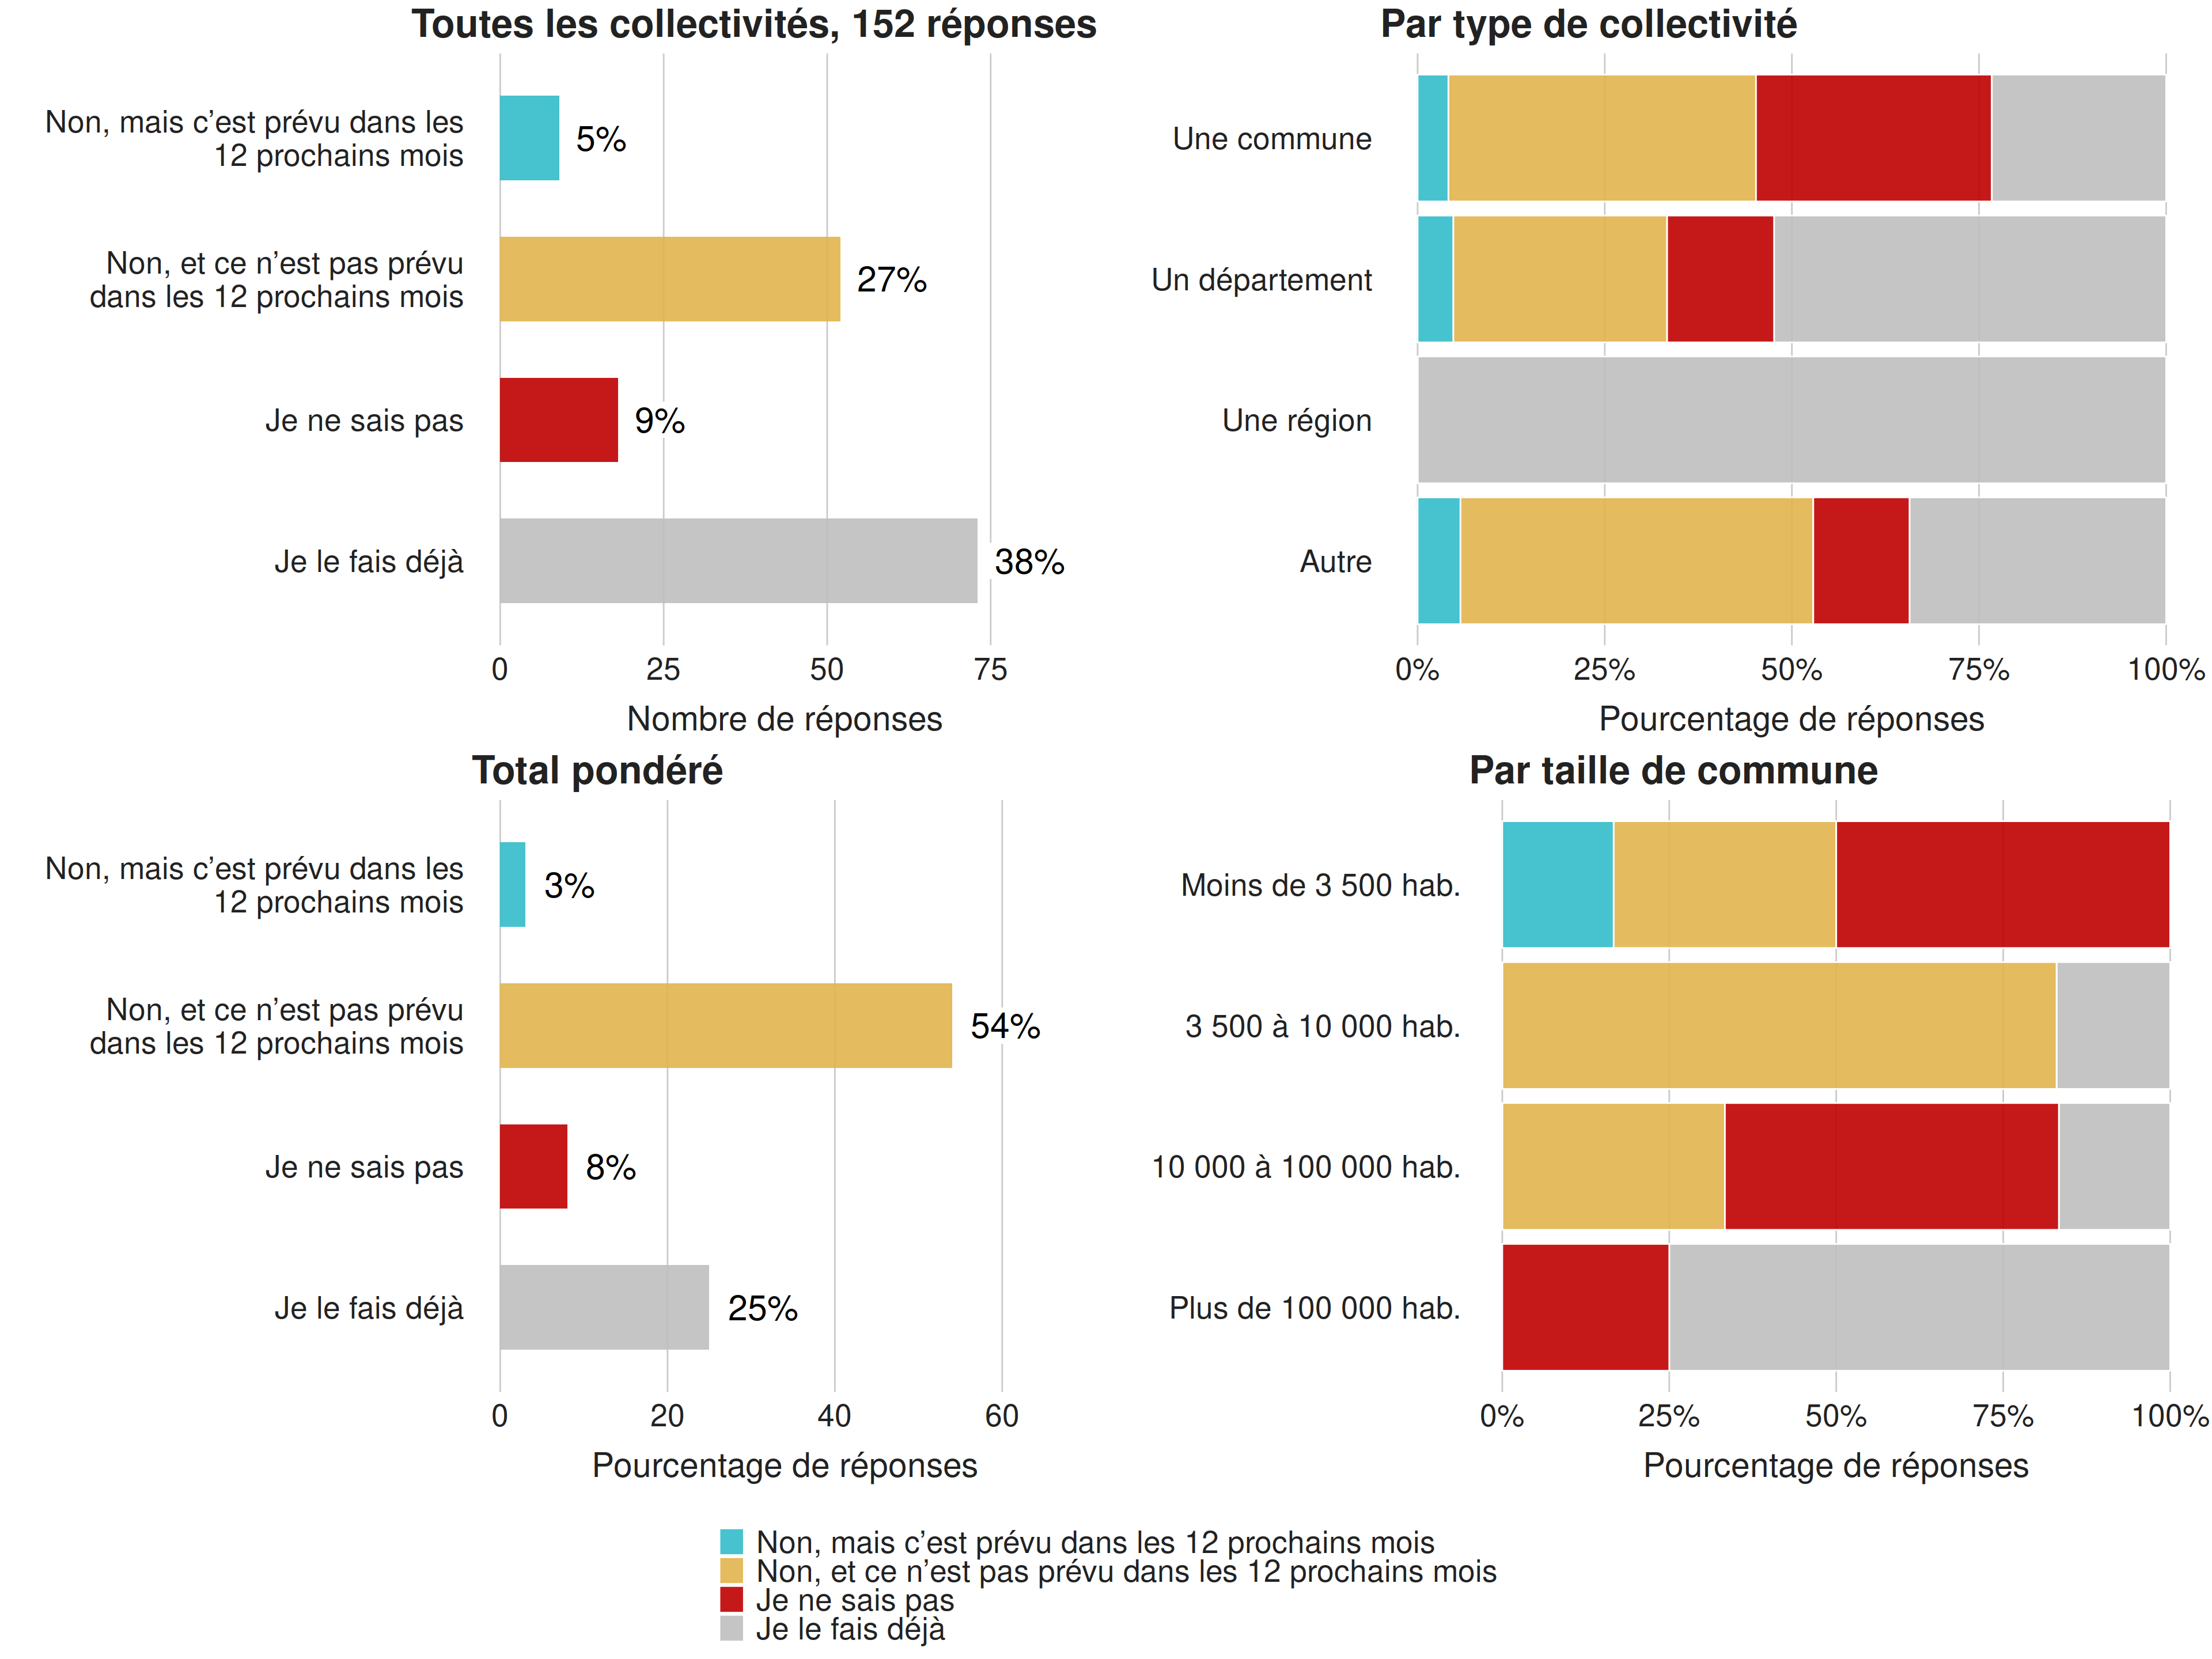 Toutes les collectivités, 152 réponses
Non, mais c’est prévu dans les
12 prochains mois
5%
Non, et ce n’est pas prévu
dans les 12 prochains mois
27%
Je ne sais pas
9%
Je le fais déjà
38%
0 25 50 75
Nombre de réponses
Par type de collectivité
Une commune
Un département
Une région
Autre
0% 25% 50% 75% 100%
Pourcentage de réponses
Total pondéré
Non, mais c’est prévu dans les
12 prochains mois
3%
Non, et ce n’est pas prévu
dans les 12 prochains mois
54%
Je ne sais pas
8%
Je le fais déjà
25%
0 20 40 60
Pourcentage de réponses
Par taille de commune
Moins de 3 500 hab.
3 500 à 10 000 hab.
10 000 à 100 000 hab.
Plus de 100 000 hab.
0% 25% 50% 75% 100%
Pourcentage de réponses
Non, mais c’est prévu dans les 12 prochains mois
Non, et ce n’est pas prévu dans les 12 prochains mois
Je ne sais pas
Je le fais déjà